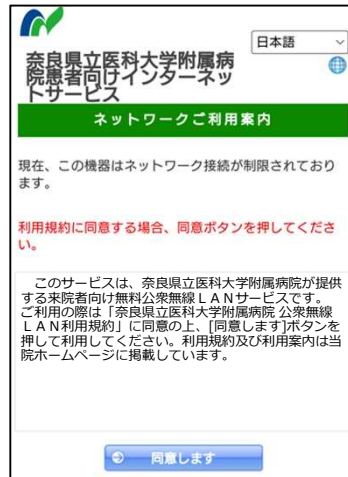 日本語
奈良県立医科大学附属病
院患者向けインターネッ
トサービス
ネットワークご利用案内
現在、この機器はネットワーク接続が制限されており
ます。
利用規約に同意する場合、同意ボタンを押してくださ
い。
　このサービスは、奈良県立医科大学附属病院が提供
する来院者向け無料公衆無線ＬＡＮサービスです。
ご利用の際は「奈良県立医科大学附属病院 公衆無線
ＬＡＮ利用規約」に同意の上、[同意します]ボタンを
押して利用してください。利用規約及び利用案内は当
院ホームページに掲載しています。
同意します